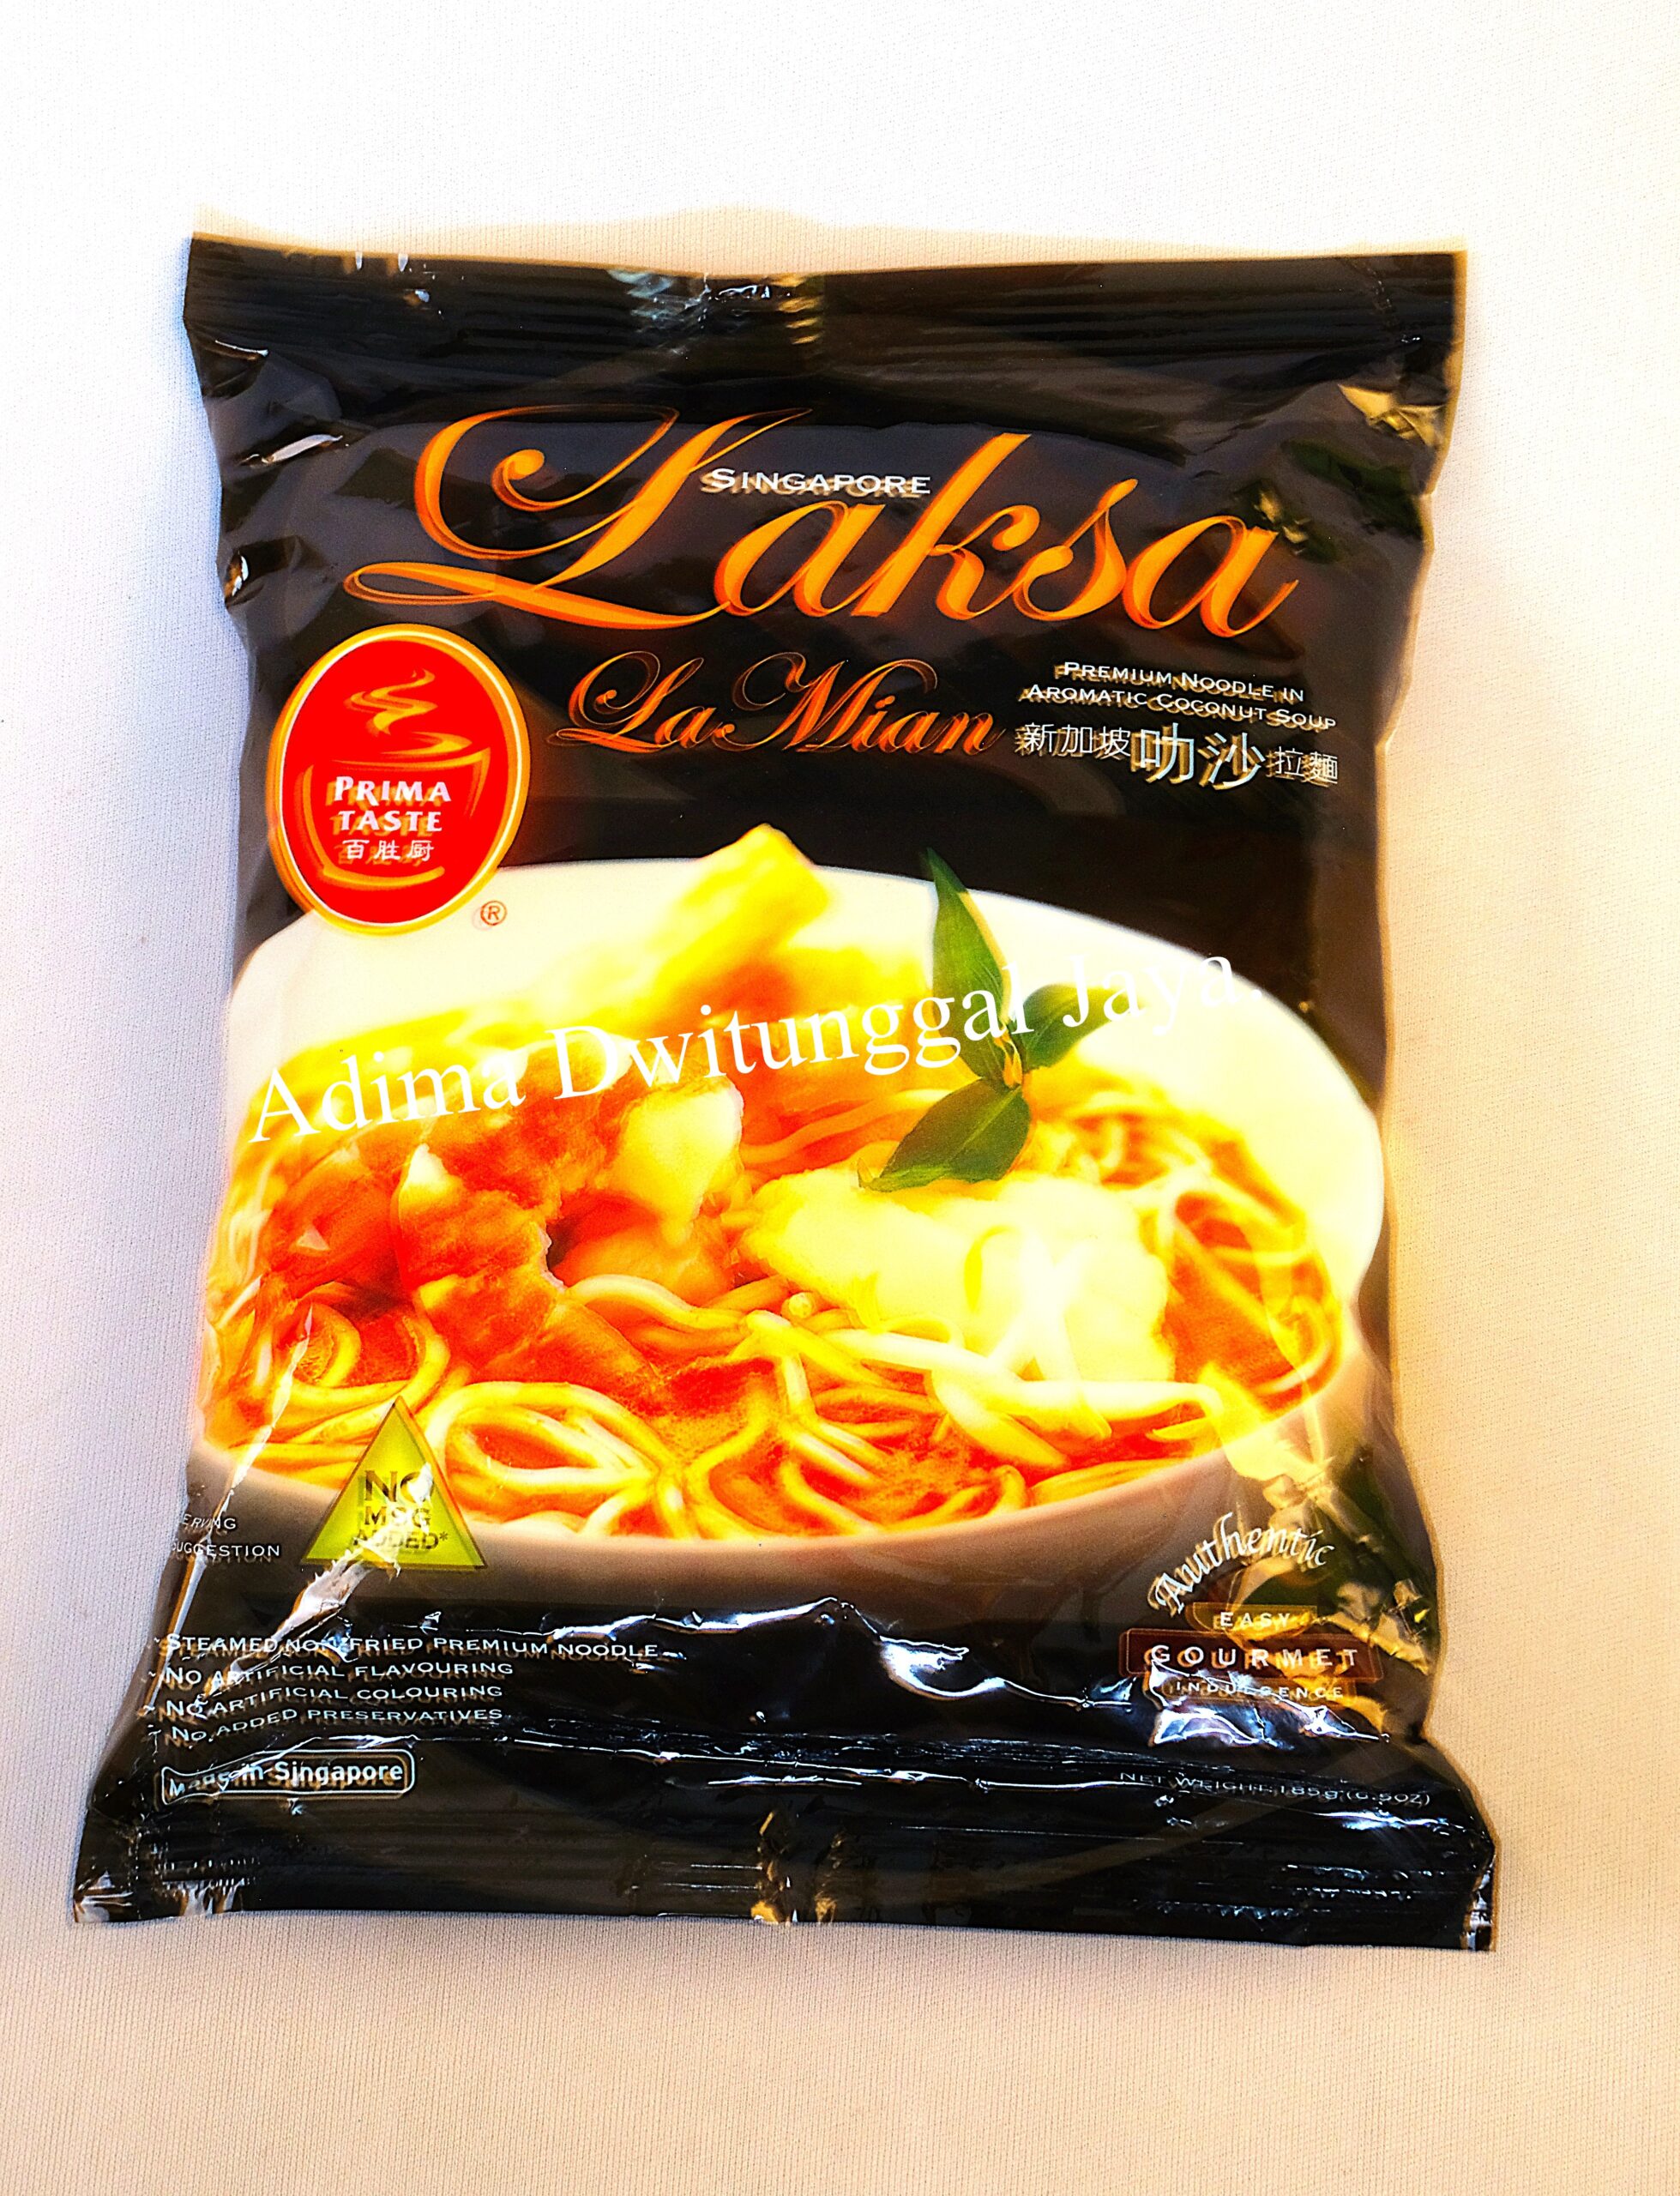 SINGAPORE
Laksa
La Mian
PREMIUM NOODLE IN
AROMATIC COCONUT SOUP
新加坡叻沙拉麵
PRIMA
TASTE
百胜厨
®
Adima Dwitunggal Jaya.
NO
MSG
ADDED*
SERVING
SUGGESTION
Authentic
EASY
GOURMET
INDULGENCE
~ STEAMED NON-FRIED PREMIUM NOODLE
~ NO ARTIFICIAL FLAVOURING
~ NO ARTIFICIAL COLOURING
~ NO ADDED PRESERVATIVES
Made in Singapore
NET WEIGHT: 185g (6.5OZ)